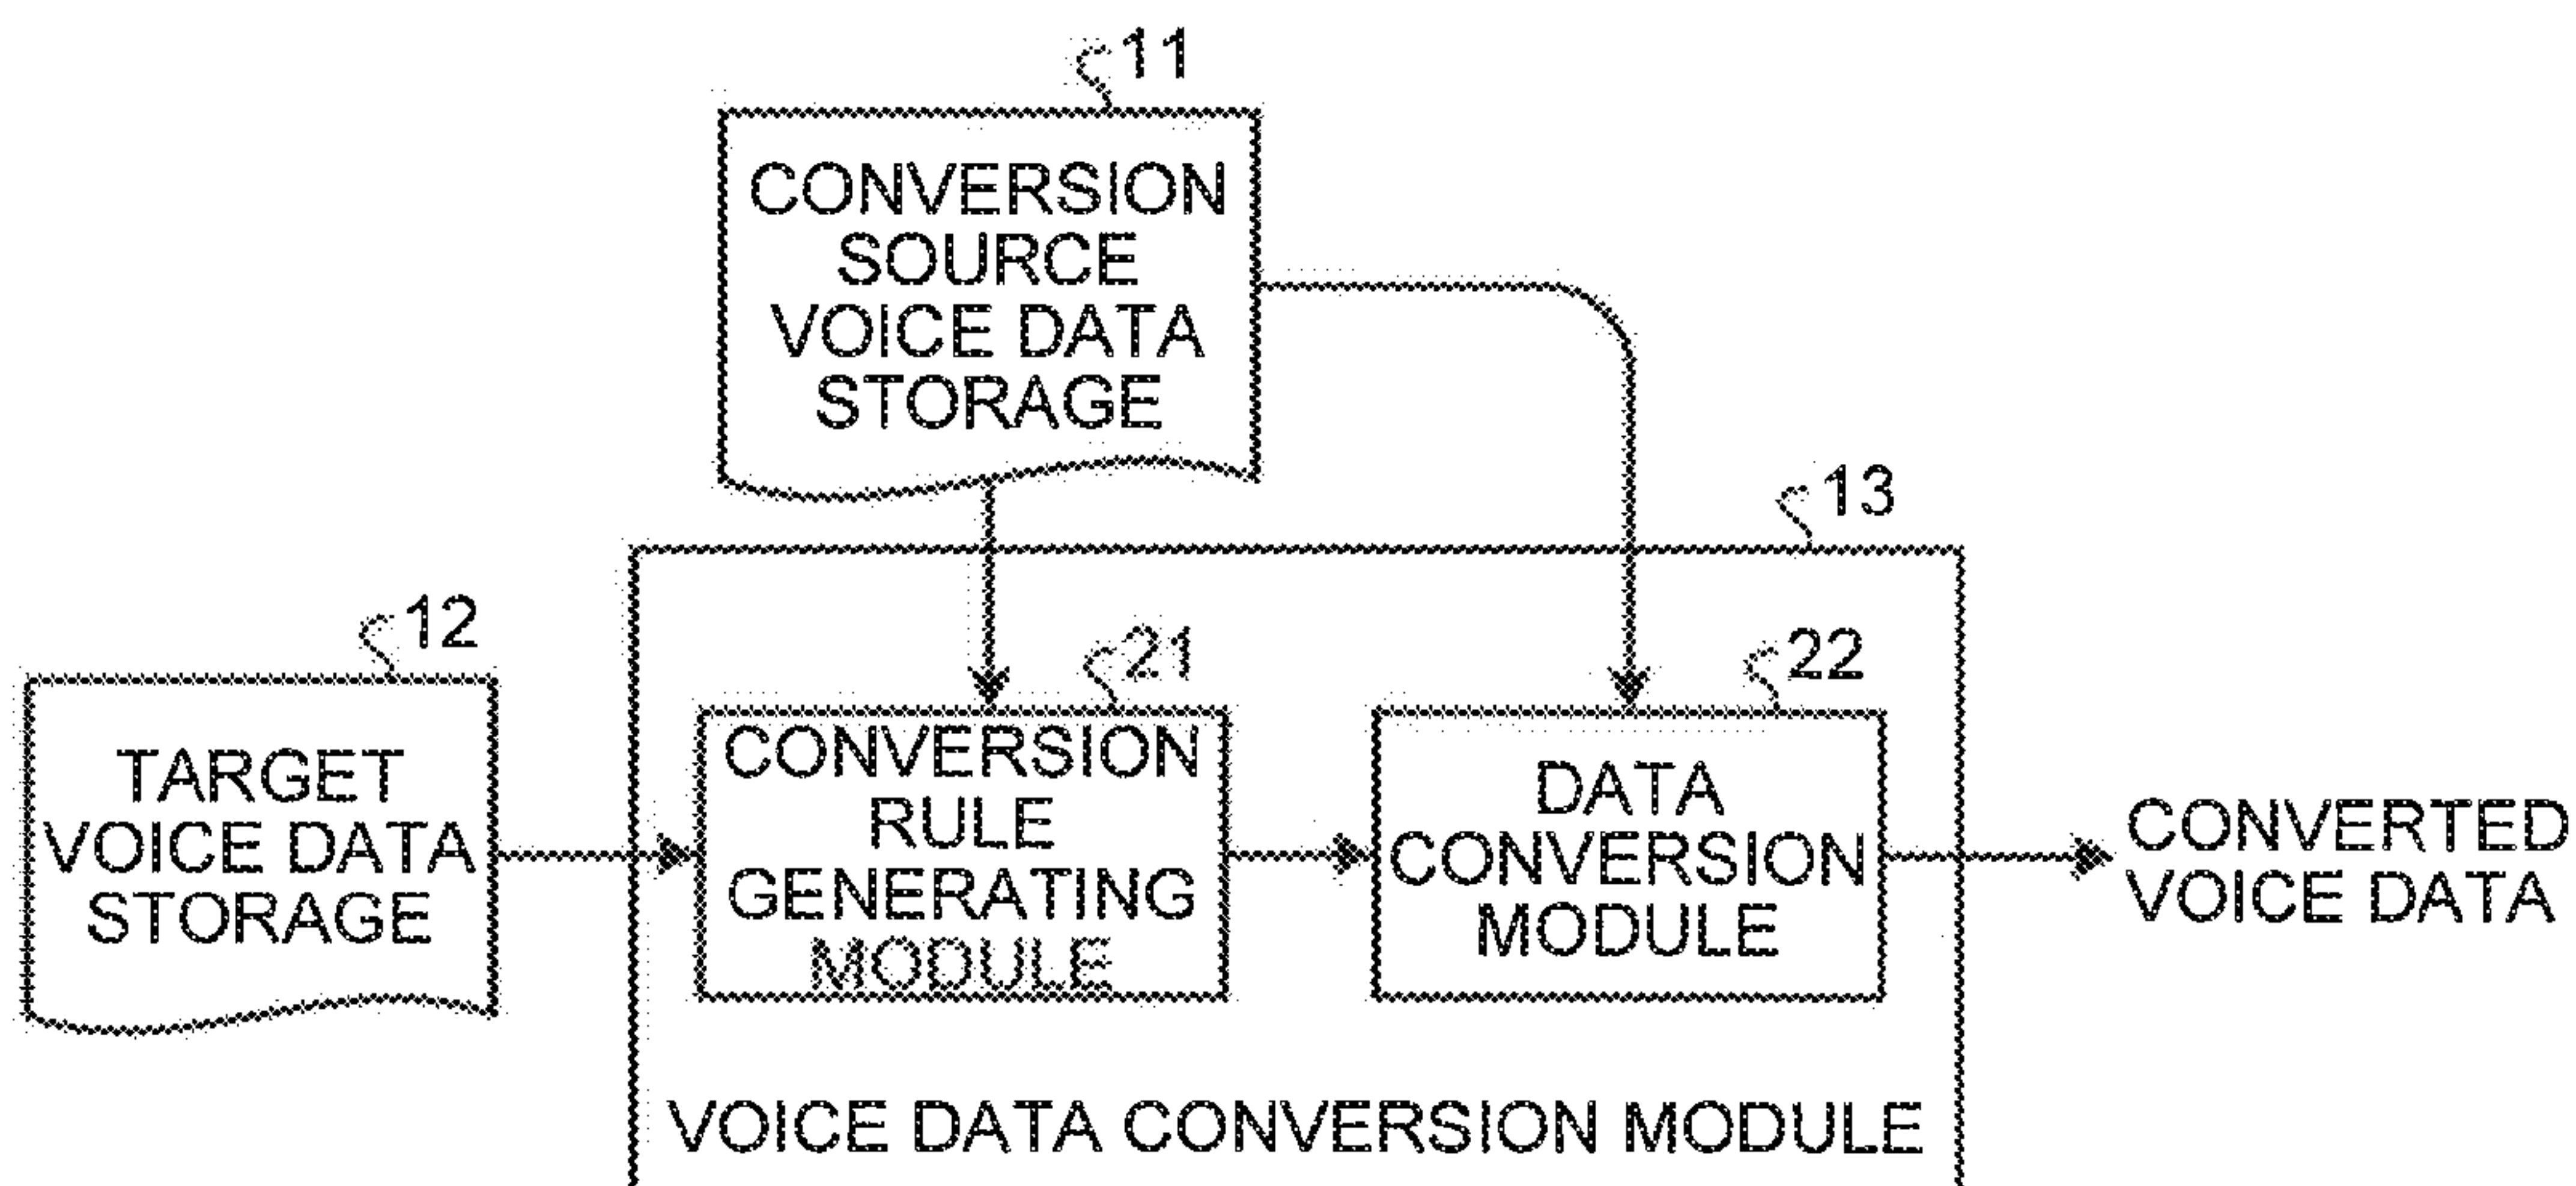 11
CONVERSION
SOURCE
VOICE DATA
STORAGE
13
12
21
22
TARGET
VOICE DATA
STORAGE
CONVERSION
RULE
GENERATING
MODULE
DATA
CONVERSION
MODULE
CONVERTED
VOICE DATA
VOICE DATA CONVERSION MODULE